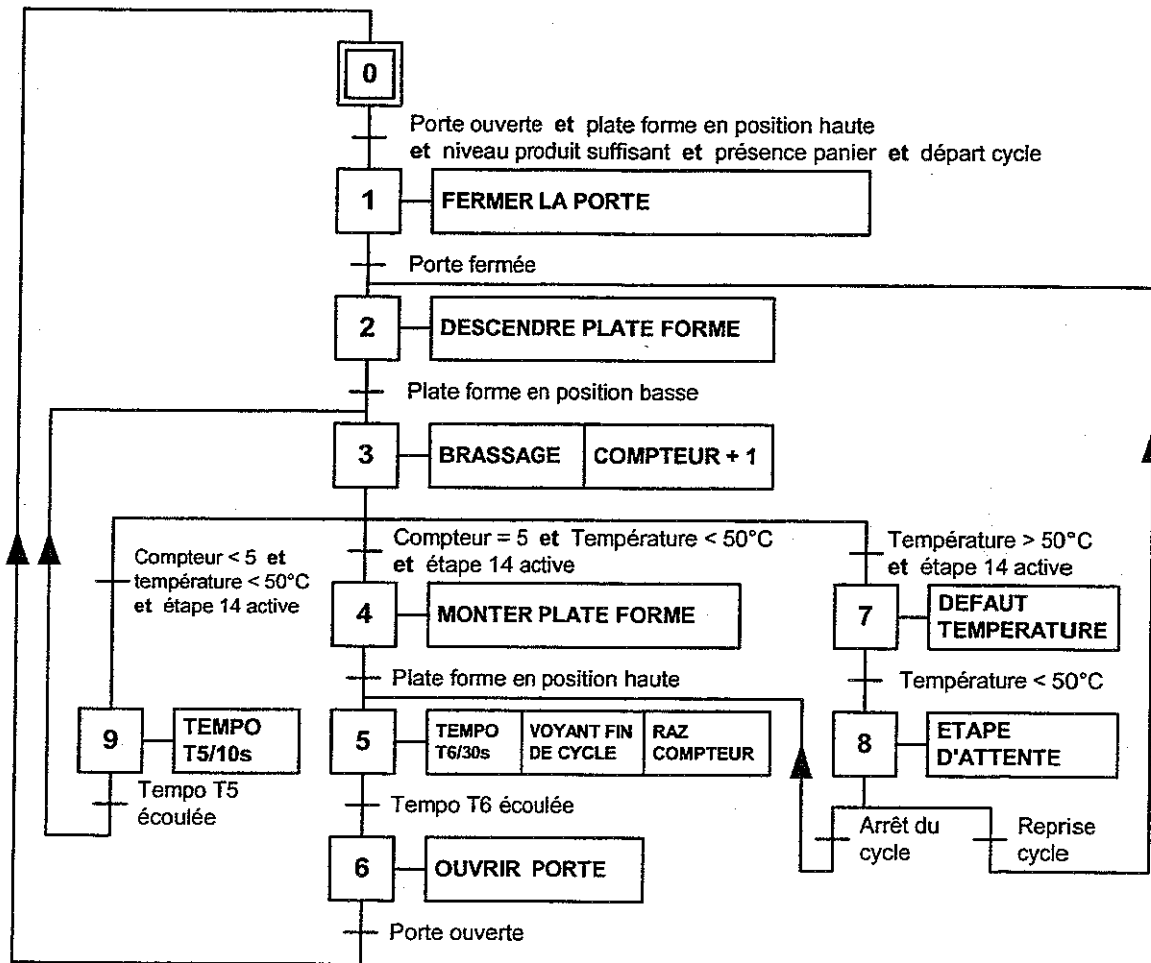 0
Porte ouverte et plate forme en position haute
et niveau produit suffisant et présence panier et départ cycle
1
FERMER LA PORTE
Porte fermée
2
DESCENDRE PLATE FORME
Plate forme en position basse
3
BRASSAGE
COMPTEUR + 1
Compteur < 5 et
température < 50°C
et étape 14 active
Compteur = 5 et Température < 50°C
et étape 14 active
Température > 50°C
et étape 14 active
4
MONTER PLATE FORME
7
DEFAUT
TEMPERATURE
Plate forme en position haute
Température < 50°C
9
TEMPO
T5/10s
5
TEMPO
T6/30s
VOYANT FIN
DE CYCLE
RAZ
COMPTEUR
8
ETAPE
D'ATTENTE
Tempo T5
écoulée
Tempo T6 écoulée
Arrêt du
cycle
Reprise
cycle
6
OUVRIR PORTE
Porte ouverte